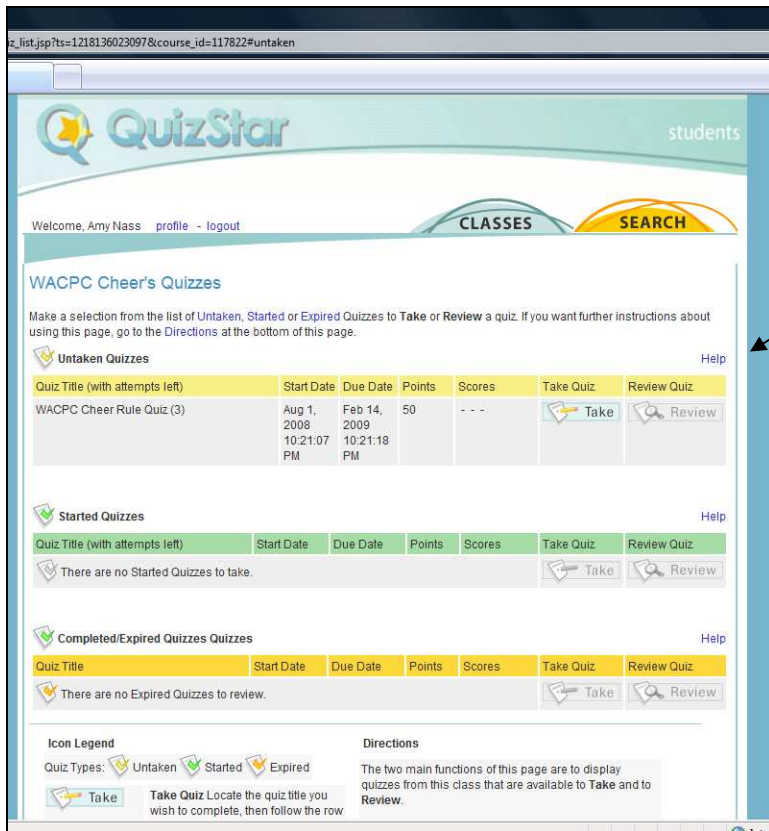 iz_list.jsp?ts=1218136023097&course_id=117822#untaken
QuizStar
students
Welcome, Amy Nass profile - logout
CLASSES
SEARCH
WACPC Cheer's Quizzes
Make a selection from the list of Untaken, Started or Expired Quizzes to Take or Review a quiz. If you want further instructions about
using this page, go to the Directions at the bottom of this page.
Untaken Quizzes Help
Quiz Title (with attempts left) Start Date Due Date Points Scores Take Quiz Review Quiz
WACPC Cheer Rule Quiz (3) Aug 1, Feb 14, 50 - - - Take Review
2008 2009
10:21:07 10:21:18
PM PM
Started Quizzes Help
Quiz Title (with attempts left) Start Date Due Date Points Scores Take Quiz Review Quiz
There are no Started Quizzes to take. Take Review
Completed/Expired Quizzes Quizzes Help
Quiz Title Start Date Due Date Points Scores Take Quiz Review Quiz
There are no Expired Quizzes to review. Take Review
Icon Legend
Quiz Types: Untaken Started Expired
Take Take Quiz Locate the quiz title you
wish to complete, then follow the row
Directions
The two main functions of this page are to display
quizzes from this class that are available to Take and to
Review.